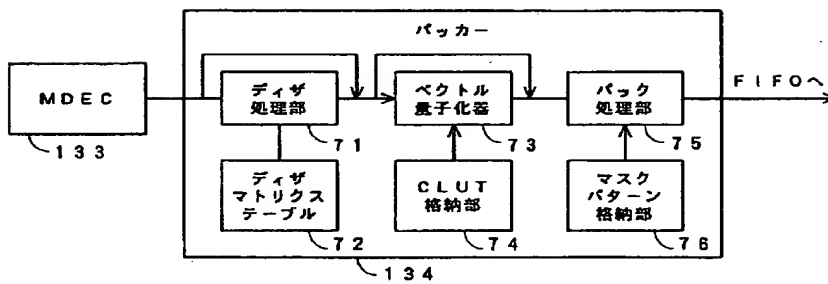 パッカー
MDEC
133
ディザ
処理部
71
ベクトル
量子化器
73
パック
処理部
75
FIFOへ
ディザ
マトリクス
テーブル
72
CLUT
格納部
74
マスク
パターン
格納部
76
134